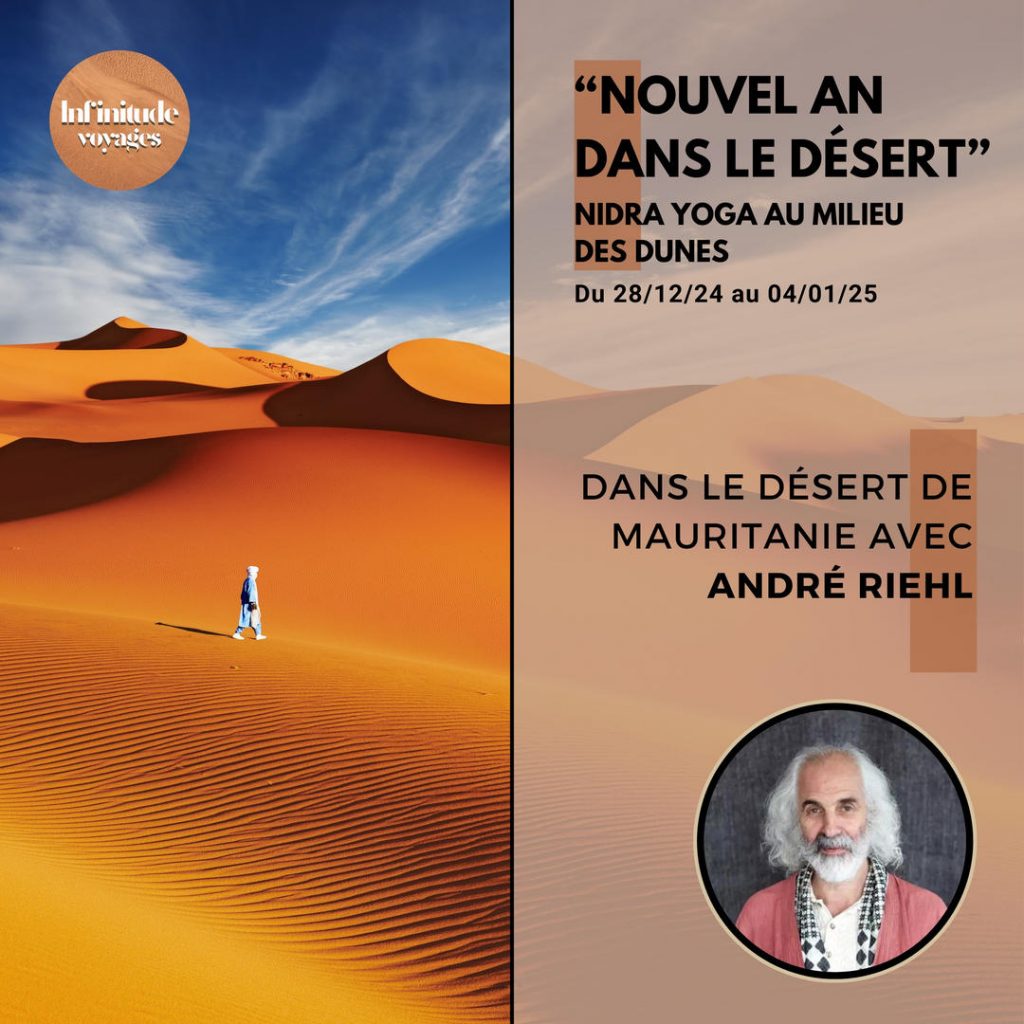 Infinitude
voyages
“NOUVEL AN
DANS LE DÉSERT”
NIDRA YOGA AU MILIEU
DES DUNES
Du 28/12/24 au 04/01/25
DANS LE DÉSERT DE
MAURITANIE AVEC
ANDRÉ RIEHL